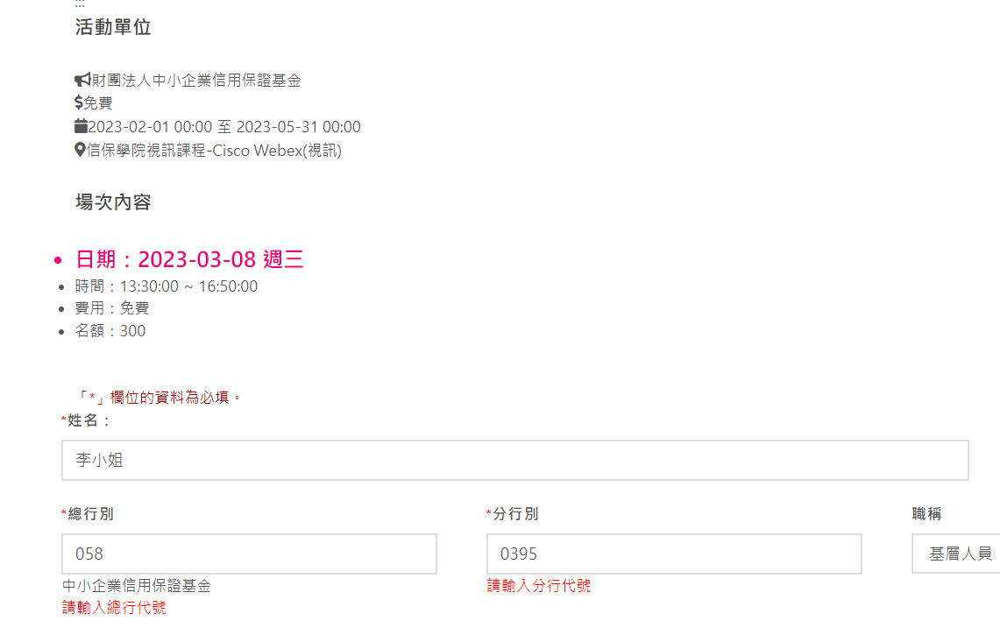 :::
活動單位
財團法人中小企業信用保證基金
$免費
2023-02-01 00:00 至 2023-05-31 00:00
信保學院視訊課程-Cisco Webex(視訊)
場次內容
日期：2023-03-08 週三
時間：13:30:00 ~ 16:50:00
費用：免費
名額：300
「*」欄位的資料為必填。
*姓名：
李小姐
*總行別 *分行別 職稱
058 0395 基層人員
中小企業信用保證基金 請輸入分行代號
請輸入總行代號